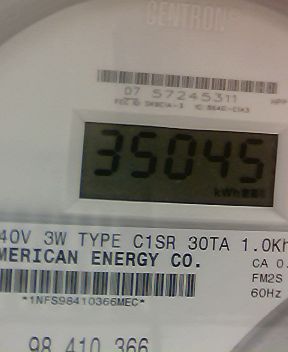 CENTRON®
07 57245311
35045
kWh
40V 3W TYPE C1SR 30TA 1.0Kh
MERICAN ENERGY CO.
CA 0.
FM2S
60Hz
*1NFS98410366MEC*
98 410 366